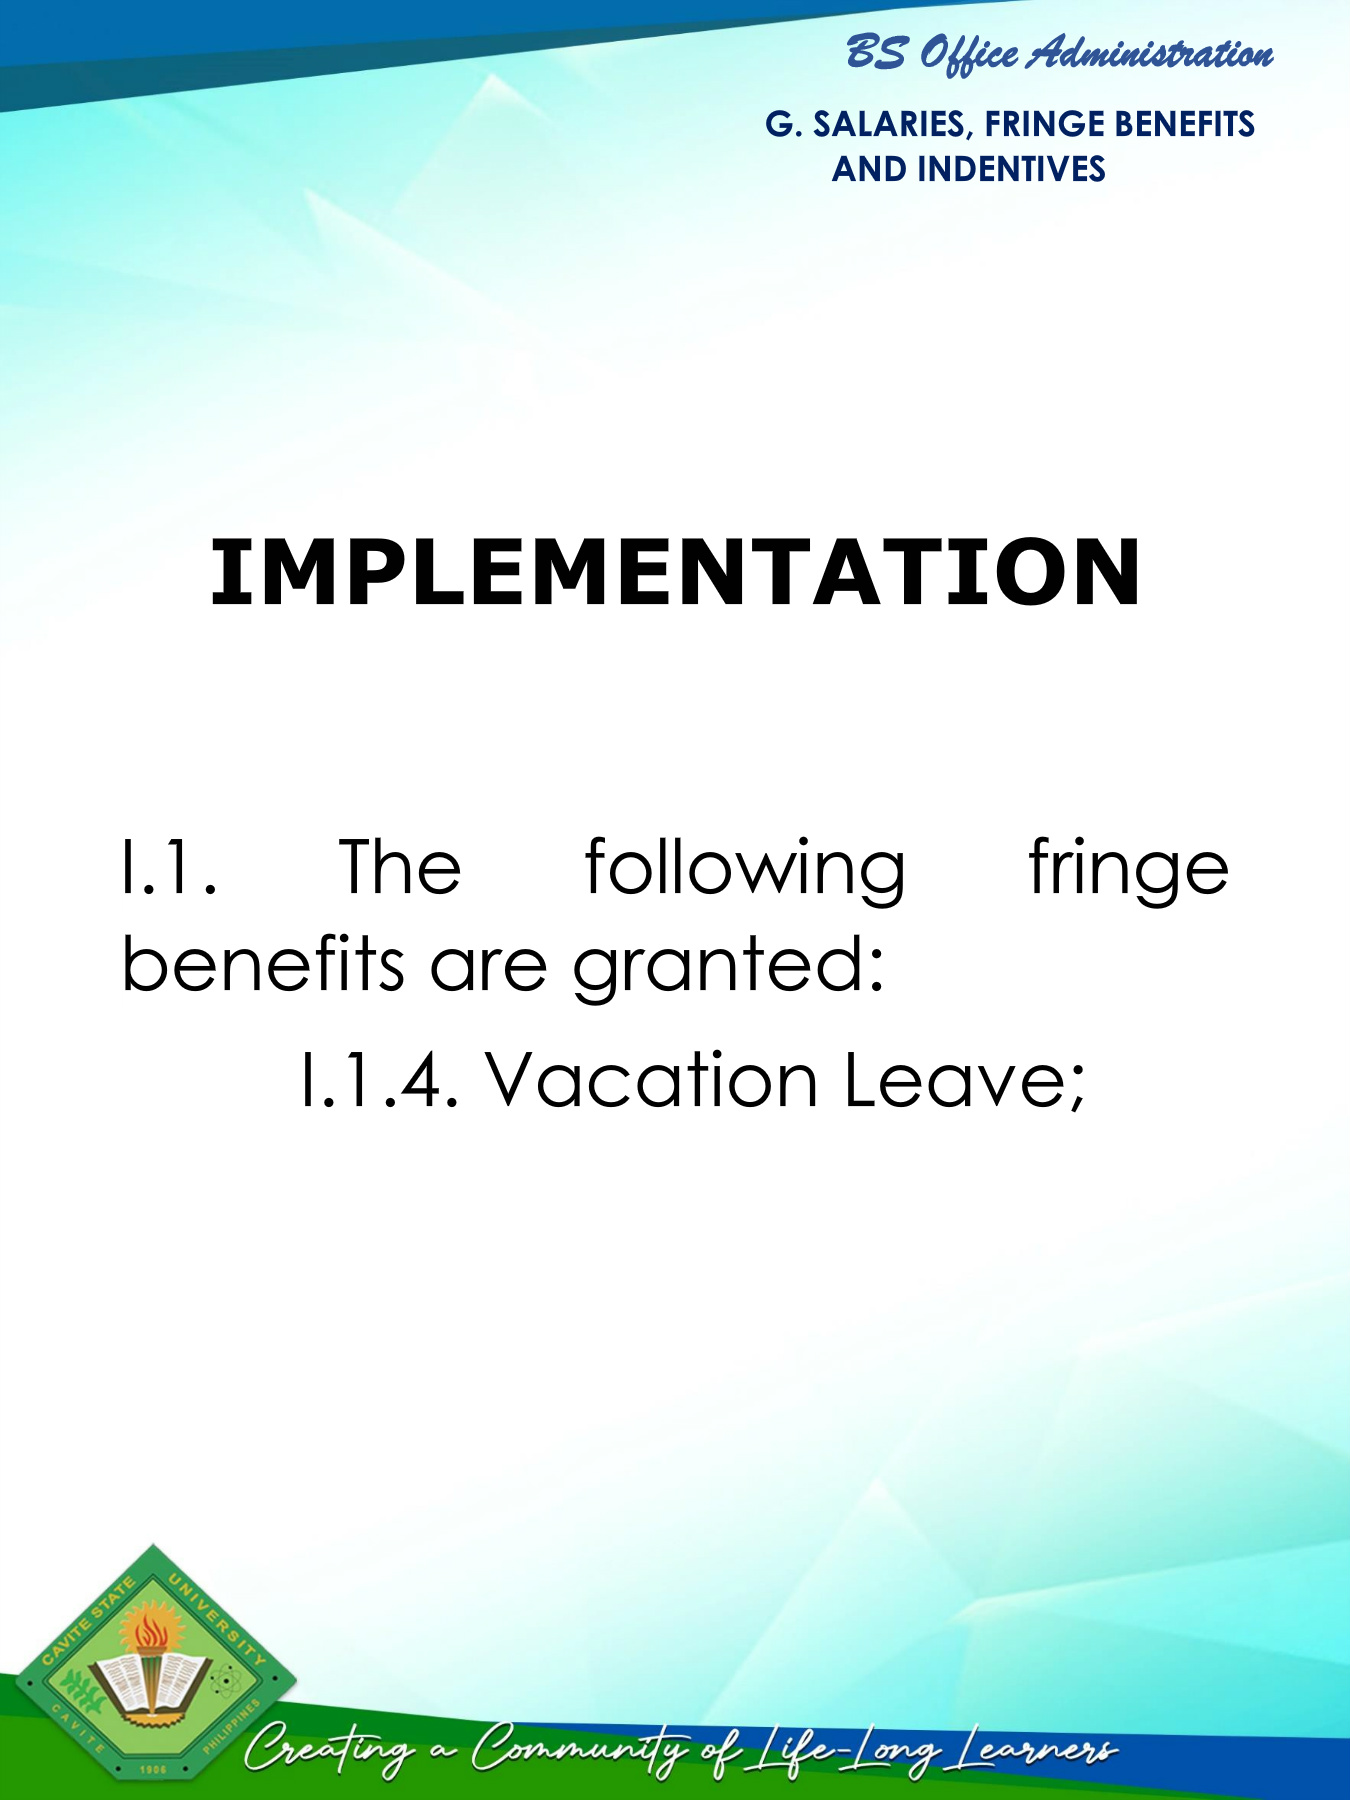 BS Office Administration
G. SALARIES, FRINGE BENEFITS
AND INDENTIVES
IMPLEMENTATION
I.1. The following fringe
benefits are granted:
I.1.4. Vacation Leave;
CAVITE STATE UNIVERSITY
CAVITE
PHILIPPINES
1906
Creating a Community of Life-Long Learners